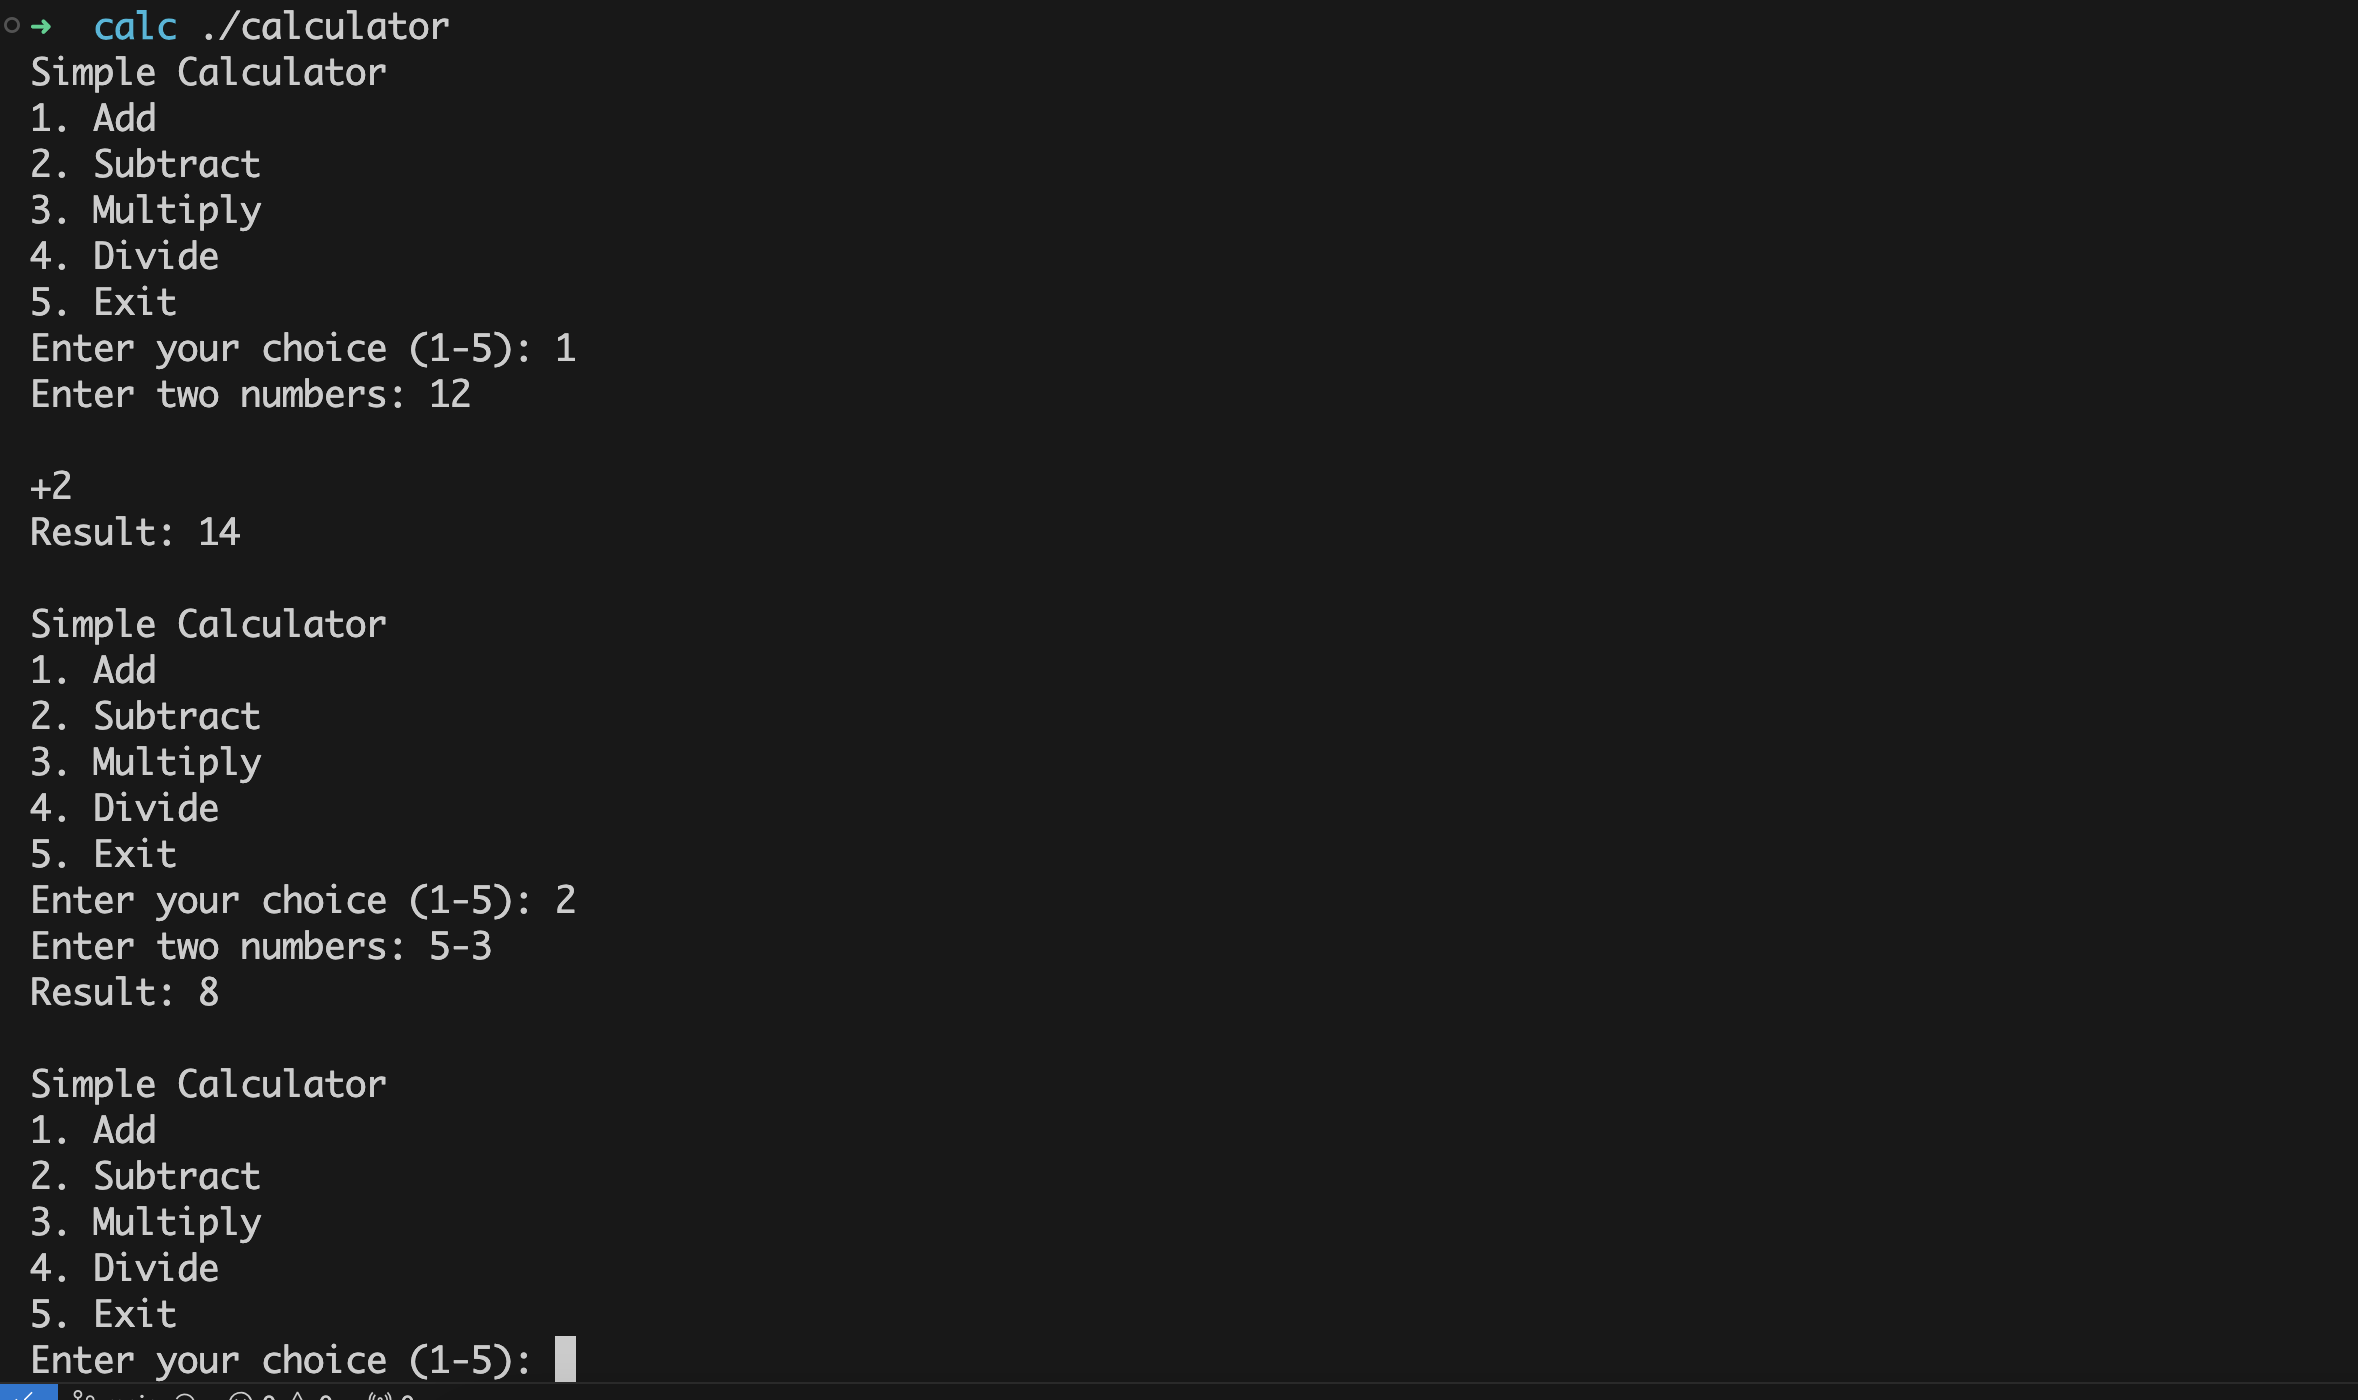 → calc ./calculator
Simple Calculator
1. Add
2. Subtract
3. Multiply
4. Divide
5. Exit
Enter your choice (1-5): 1
Enter two numbers: 12
+2
Result: 14
Simple Calculator
1. Add
2. Subtract
3. Multiply
4. Divide
5. Exit
Enter your choice (1-5): 2
Enter two numbers: 5-3
Result: 8
Simple Calculator
1. Add
2. Subtract
3. Multiply
4. Divide
5. Exit
Enter your choice (1-5):